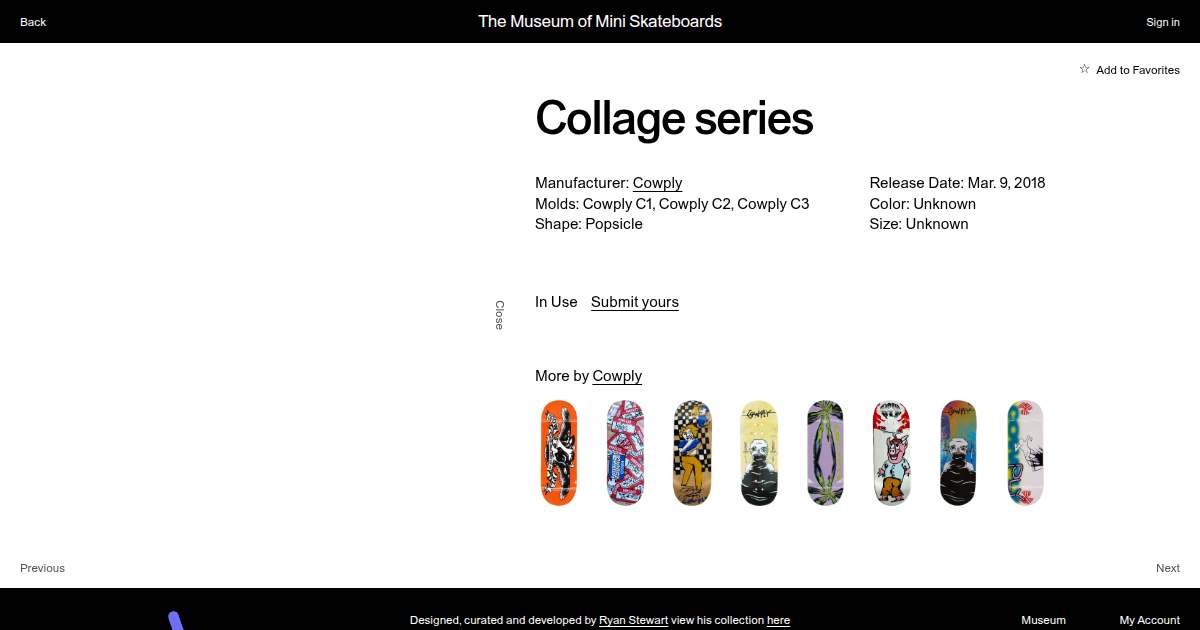 Back
The Museum of Mini Skateboards
Sign in
☆ Add to Favorites
Collage series
Manufacturer: Cowply
Molds: Cowply C1, Cowply C2, Cowply C3
Shape: Popsicle
Release Date: Mar. 9, 2018
Color: Unknown
Size: Unknown
Close
In Use Submit yours
More by Cowply
Previous
Next
Designed, curated and developed by Ryan Stewart view his collection here
Museum
My Account